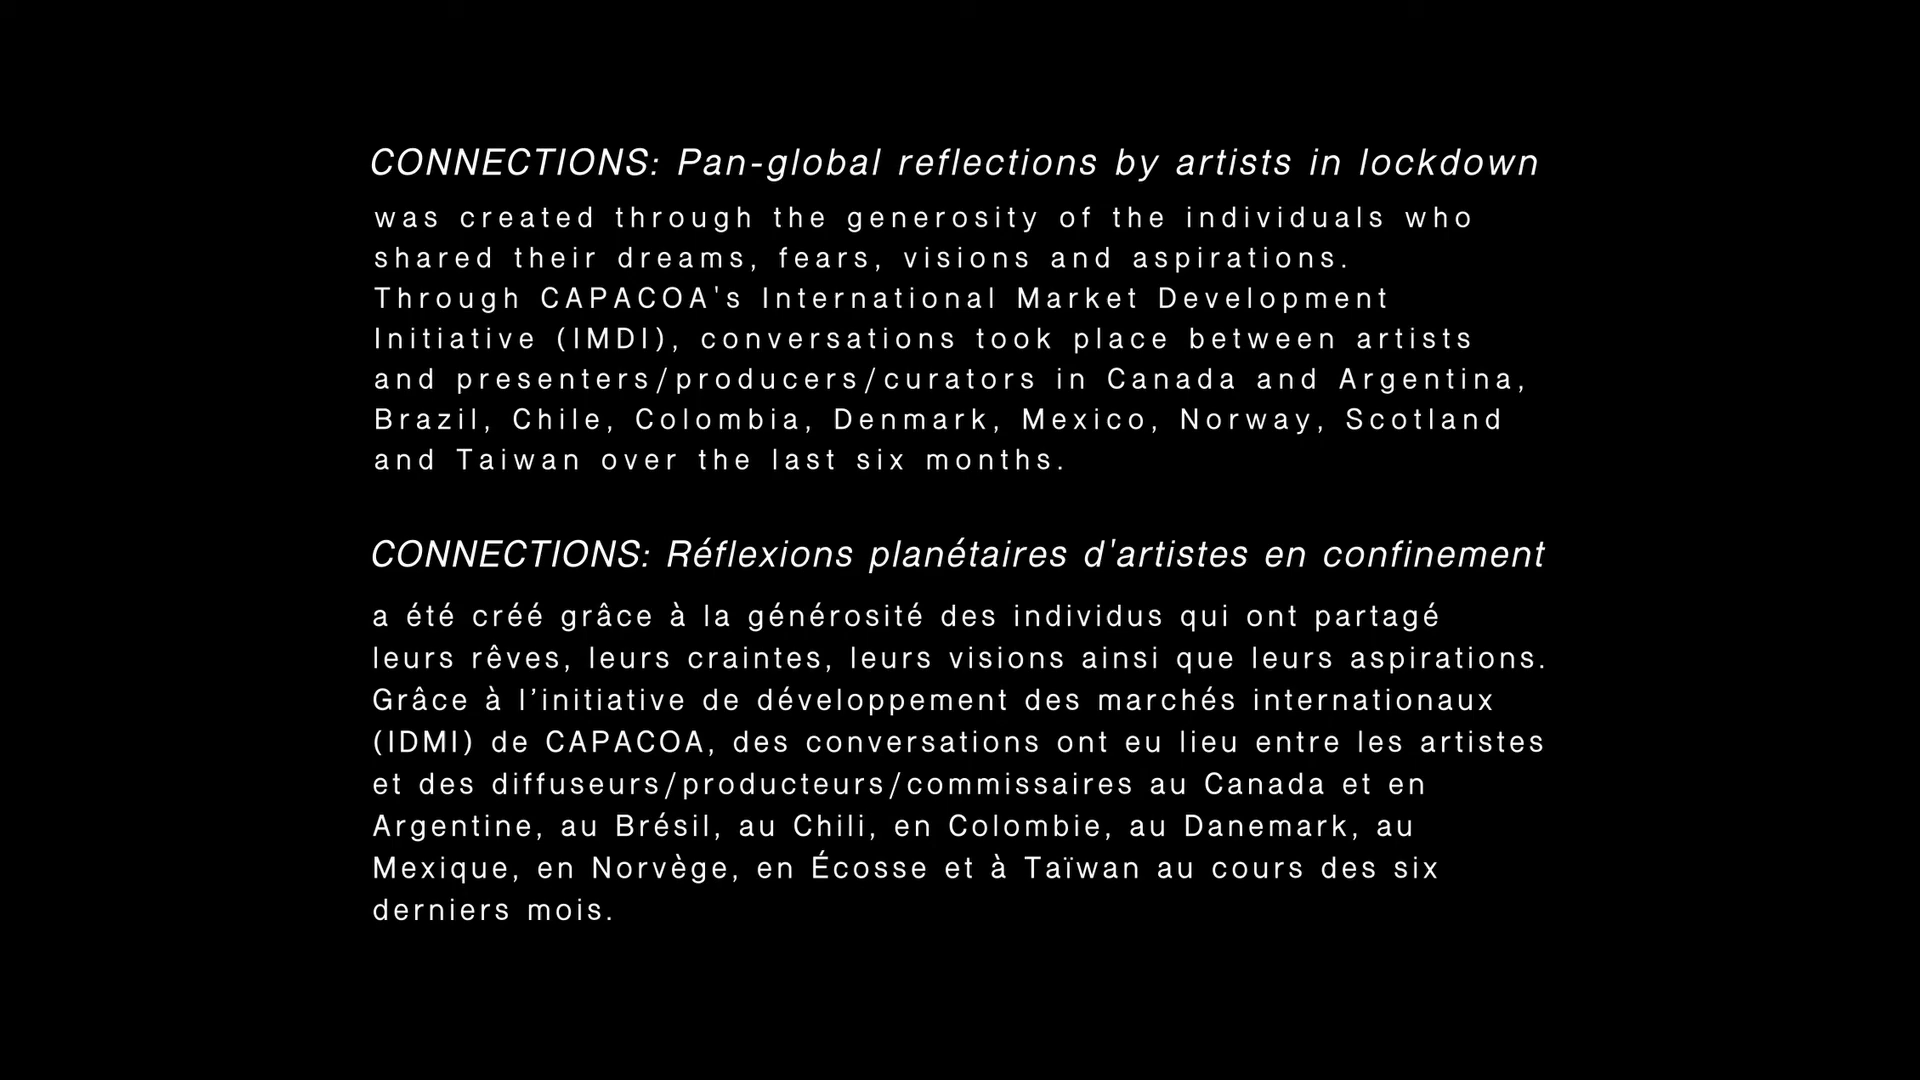 CONNECTIONS: Pan-global reflections by artists in lockdown
was created through the generosity of the individuals who
shared their dreams, fears, visions and aspirations.
Through CAPACOA's International Market Development
Initiative (IMDI), conversations took place between artists
and presenters/producers/curators in Canada and Argentina,
Brazil, Chile, Colombia, Denmark, Mexico, Norway, Scotland
and Taiwan over the last six months.
CONNECTIONS: Réflexions planétaires d'artistes en confinement
a été créé grâce à la générosité des individus qui ont partagé
leurs rêves, leurs craintes, leurs visions ainsi que leurs aspirations.
Grâce à l’initiative de développement des marchés internationaux
(IDMI) de CAPACOA, des conversations ont eu lieu entre les artistes
et des diffuseurs/producteurs/commissaires au Canada et en
Argentine, au Brésil, au Chili, en Colombie, au Danemark, au
Mexique, en Norvège, en Écosse et à Taïwan au cours des six
derniers mois.